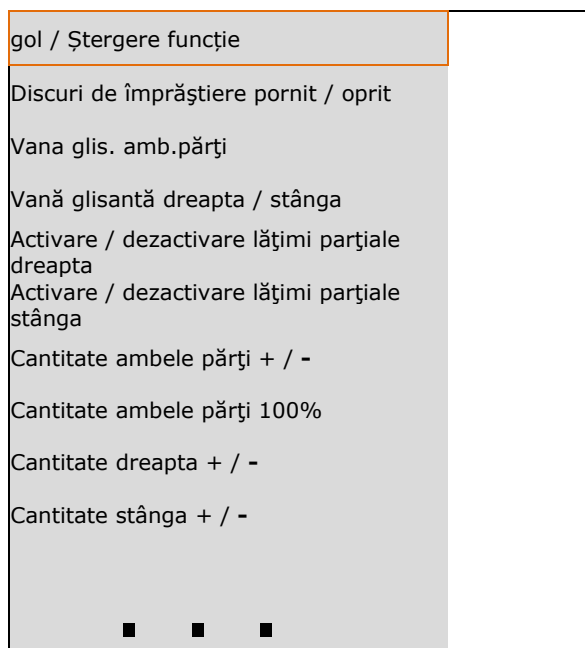 gol / Ștergere funcție
Discuri de împrăştiere pornit / oprit
Vana glis. amb.părţi
Vană glisantă dreapta / stânga
Activare / dezactivare lăţimi parţiale
dreapta
Activare / dezactivare lăţimi parţiale
stânga
Cantitate ambele părţi + / -
Cantitate ambele părţi 100%
Cantitate dreapta + / -
Cantitate stânga + / -